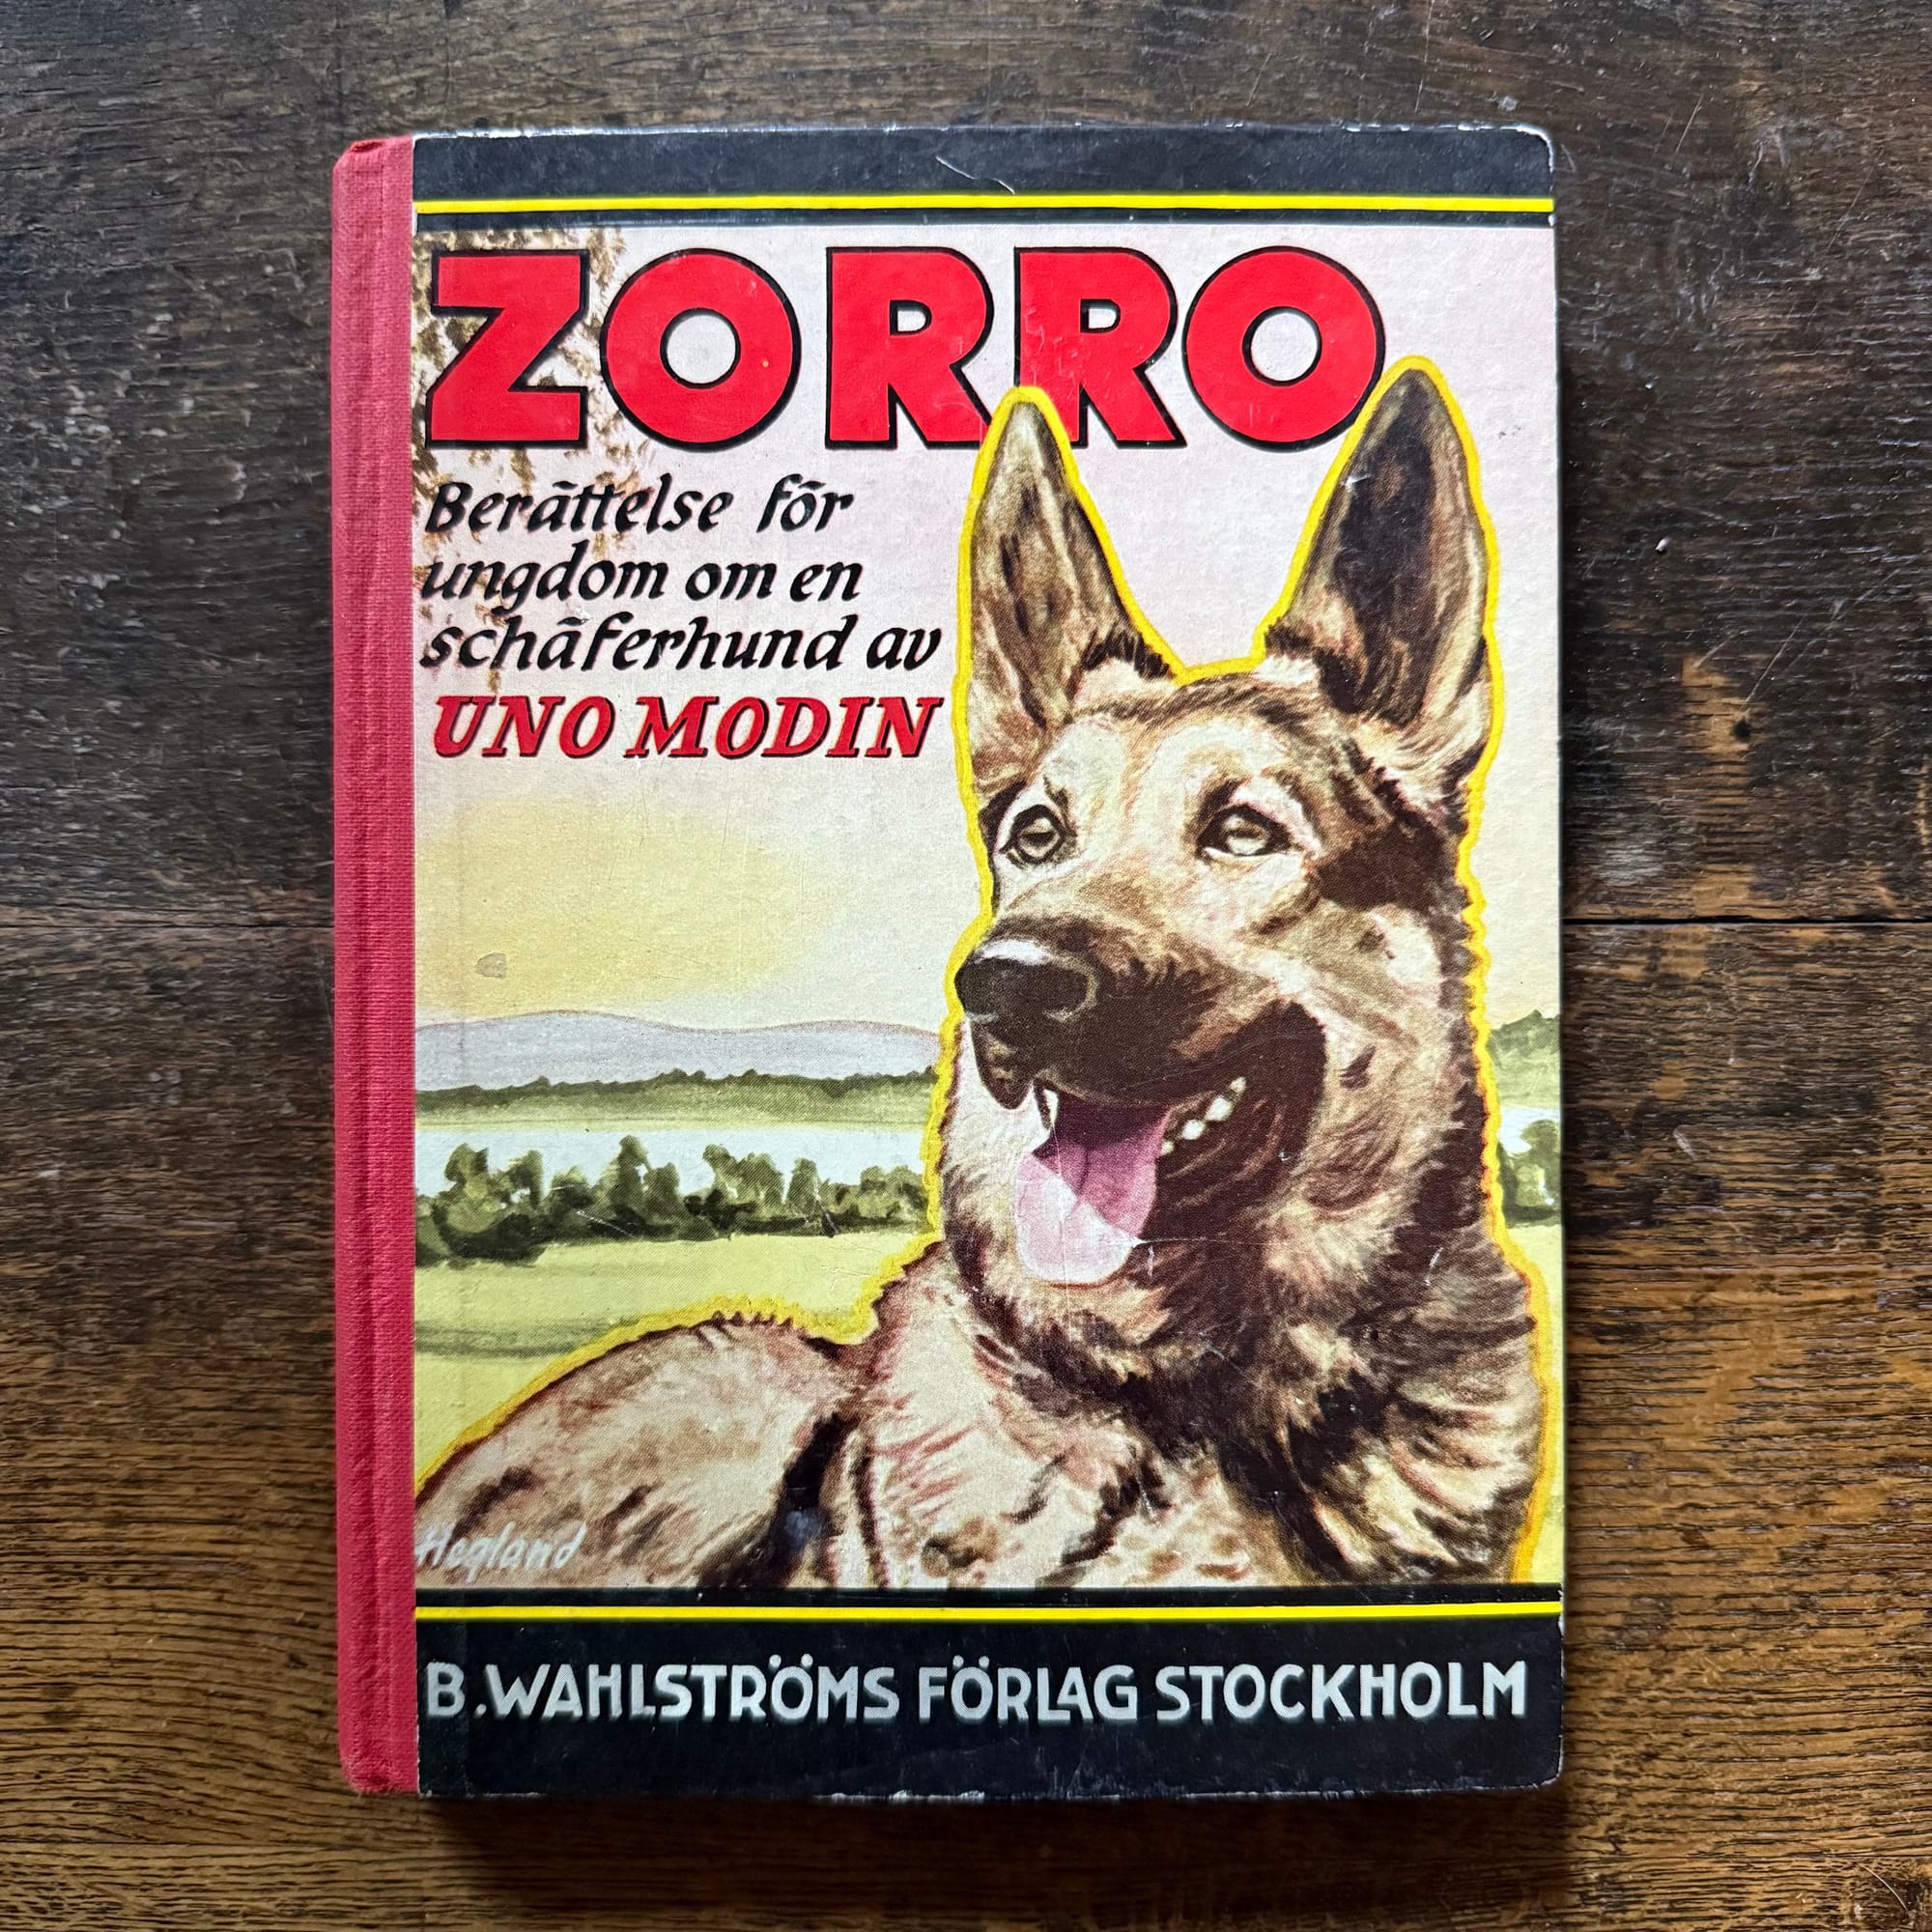 ZORRO
Berättelse för
ungdom om en
schäferhund av
UNO MODIN
Hegland
B. WAHLSTRÖMS FÖRLAG STOCKHOLM